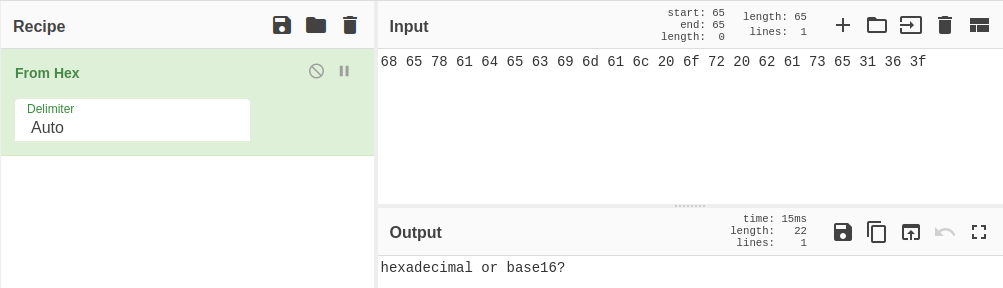 Recipe
From Hex
Delimiter
Auto
Input
start: 65
end: 65
length: 0
length: 65
lines: 1
68 65 78 61 64 65 63 69 6d 61 6c 20 6f 72 20 62 61 73 65 31 36 3f
Output
time: 15ms
length: 22
lines: 1
hexadecimal or base16?